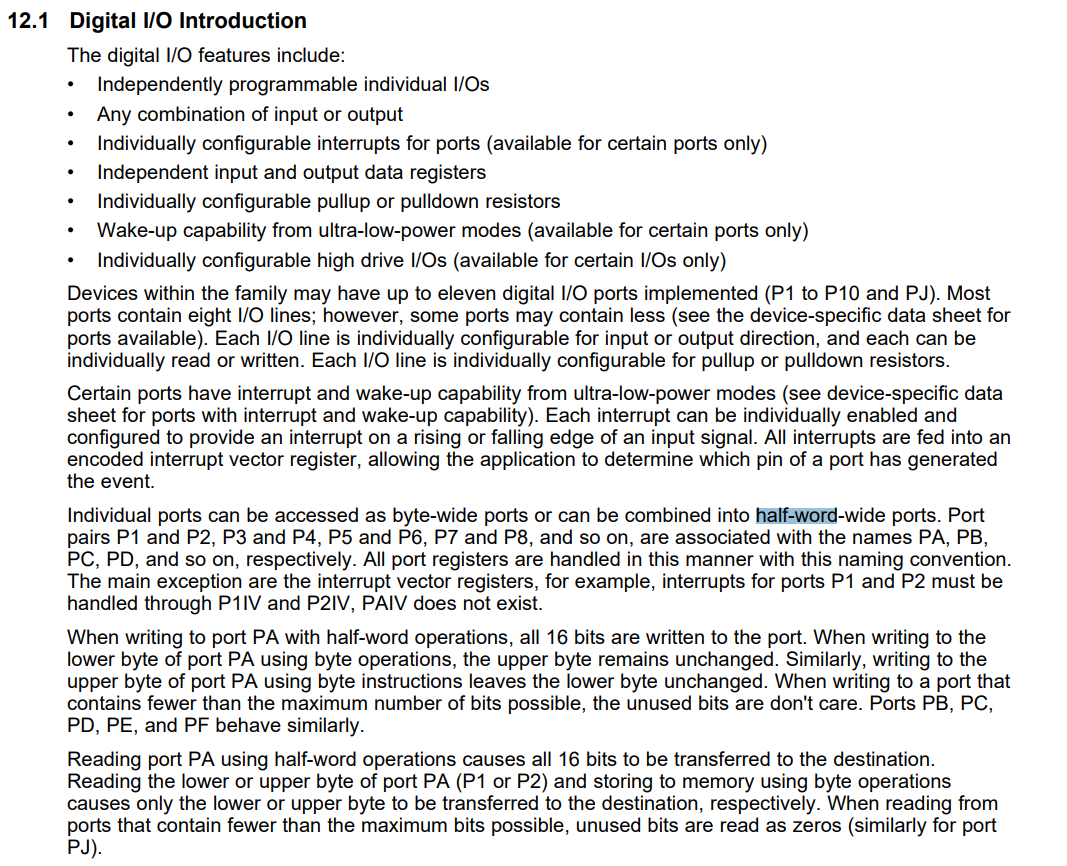 12.1 Digital I/O Introduction
The digital I/O features include:
• Independently programmable individual I/Os
• Any combination of input or output
• Individually configurable interrupts for ports (available for certain ports only)
• Independent input and output data registers
• Individually configurable pullup or pulldown resistors
• Wake-up capability from ultra-low-power modes (available for certain ports only)
• Individually configurable high drive I/Os (available for certain I/Os only)
Devices within the family may have up to eleven digital I/O ports implemented (P1 to P10 and PJ). Most
ports contain eight I/O lines; however, some ports may contain less (see the device-specific data sheet for
ports available). Each I/O line is individually configurable for input or output direction, and each can be
individually read or written. Each I/O line is individually configurable for pullup or pulldown resistors.
Certain ports have interrupt and wake-up capability from ultra-low-power modes (see device-specific data
sheet for ports with interrupt and wake-up capability). Each interrupt can be individually enabled and
configured to provide an interrupt on a rising or falling edge of an input signal. All interrupts are fed into an
encoded interrupt vector register, allowing the application to determine which pin of a port has generated
the event.
Individual ports can be accessed as byte-wide ports or can be combined into half-word-wide ports. Port
pairs P1 and P2, P3 and P4, P5 and P6, P7 and P8, and so on, are associated with the names PA, PB,
PC, PD, and so on, respectively. All port registers are handled in this manner with this naming convention.
The main exception are the interrupt vector registers, for example, interrupts for ports P1 and P2 must be
handled through P1IV and P2IV, PAIV does not exist.
When writing to port PA with half-word operations, all 16 bits are written to the port. When writing to the
lower byte of port PA using byte operations, the upper byte remains unchanged. Similarly, writing to the
upper byte of port PA using byte instructions leaves the lower byte unchanged. When writing to a port that
contains fewer than the maximum number of bits possible, the unused bits are don't care. Ports PB, PC,
PD, PE, and PF behave similarly.
Reading port PA using half-word operations causes all 16 bits to be transferred to the destination.
Reading the lower or upper byte of port PA (P1 or P2) and storing to memory using byte operations
causes only the lower or upper byte to be transferred to the destination, respectively. When reading from
ports that contain fewer than the maximum bits possible, unused bits are read as zeros (similarly for port
PJ).